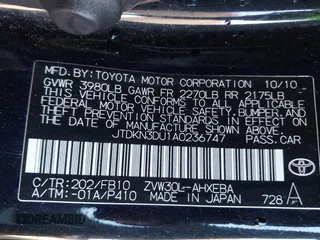 MFD.BY:TOYOTA MOTOR CORPORATION 10/10
GVWR 3980LB GAWR FR 2270LB RR 2175LB
THIS VEHICLE CONFORMS TO ALL APPLICABLE
FEDERAL MOTOR VEHICLE SAFETY, BUMPER, AND
THEFT PREVENTION STANDARDS IN EFFECT ON
THE DATE OF MANUFACTURE SHOWN ABOVE.
JTDKN3DU1A0236747 PASS.CAR
C/TR:202/FB10 ZVW30L-AHXEBA
A/TM:-01A/P410 MADE IN JAPAN 728
A
TOYOTA
DREAMBID